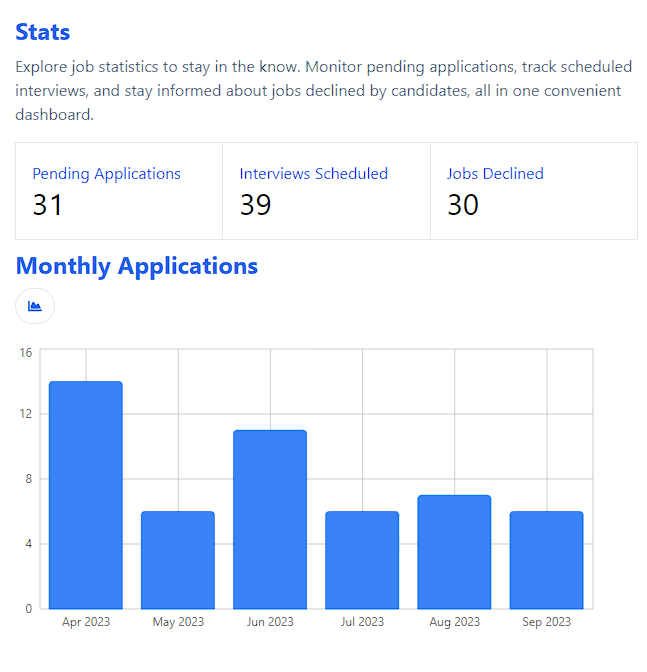 Stats
Explore job statistics to stay in the know. Monitor pending applications, track scheduled
interviews, and stay informed about jobs declined by candidates, all in one convenient
dashboard.
Pending Applications
31
Interviews Scheduled
39
Jobs Declined
30
Monthly Applications
16
12
8
4
0
Apr 2023
May 2023
Jun 2023
Jul 2023
Aug 2023
Sep 2023